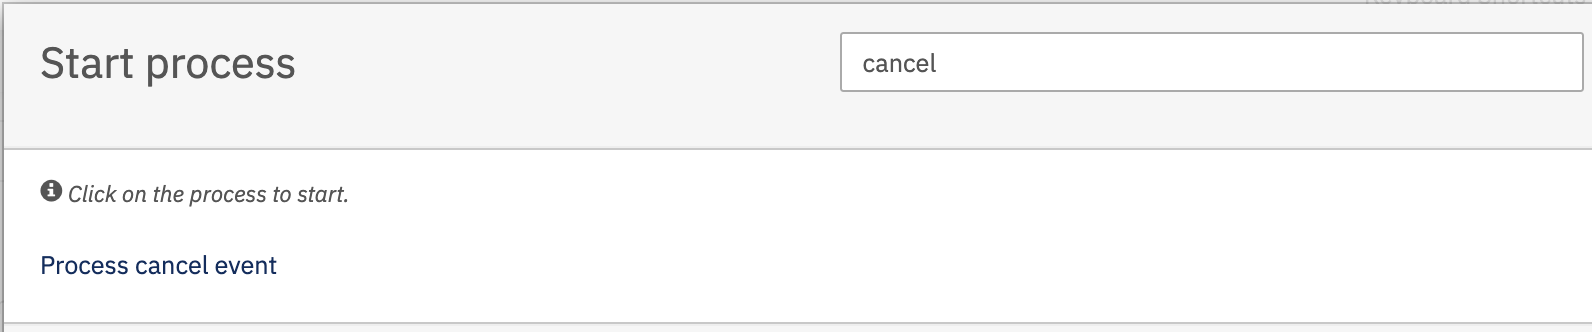 Start process
cancel
Click on the process to start.
Process cancel event